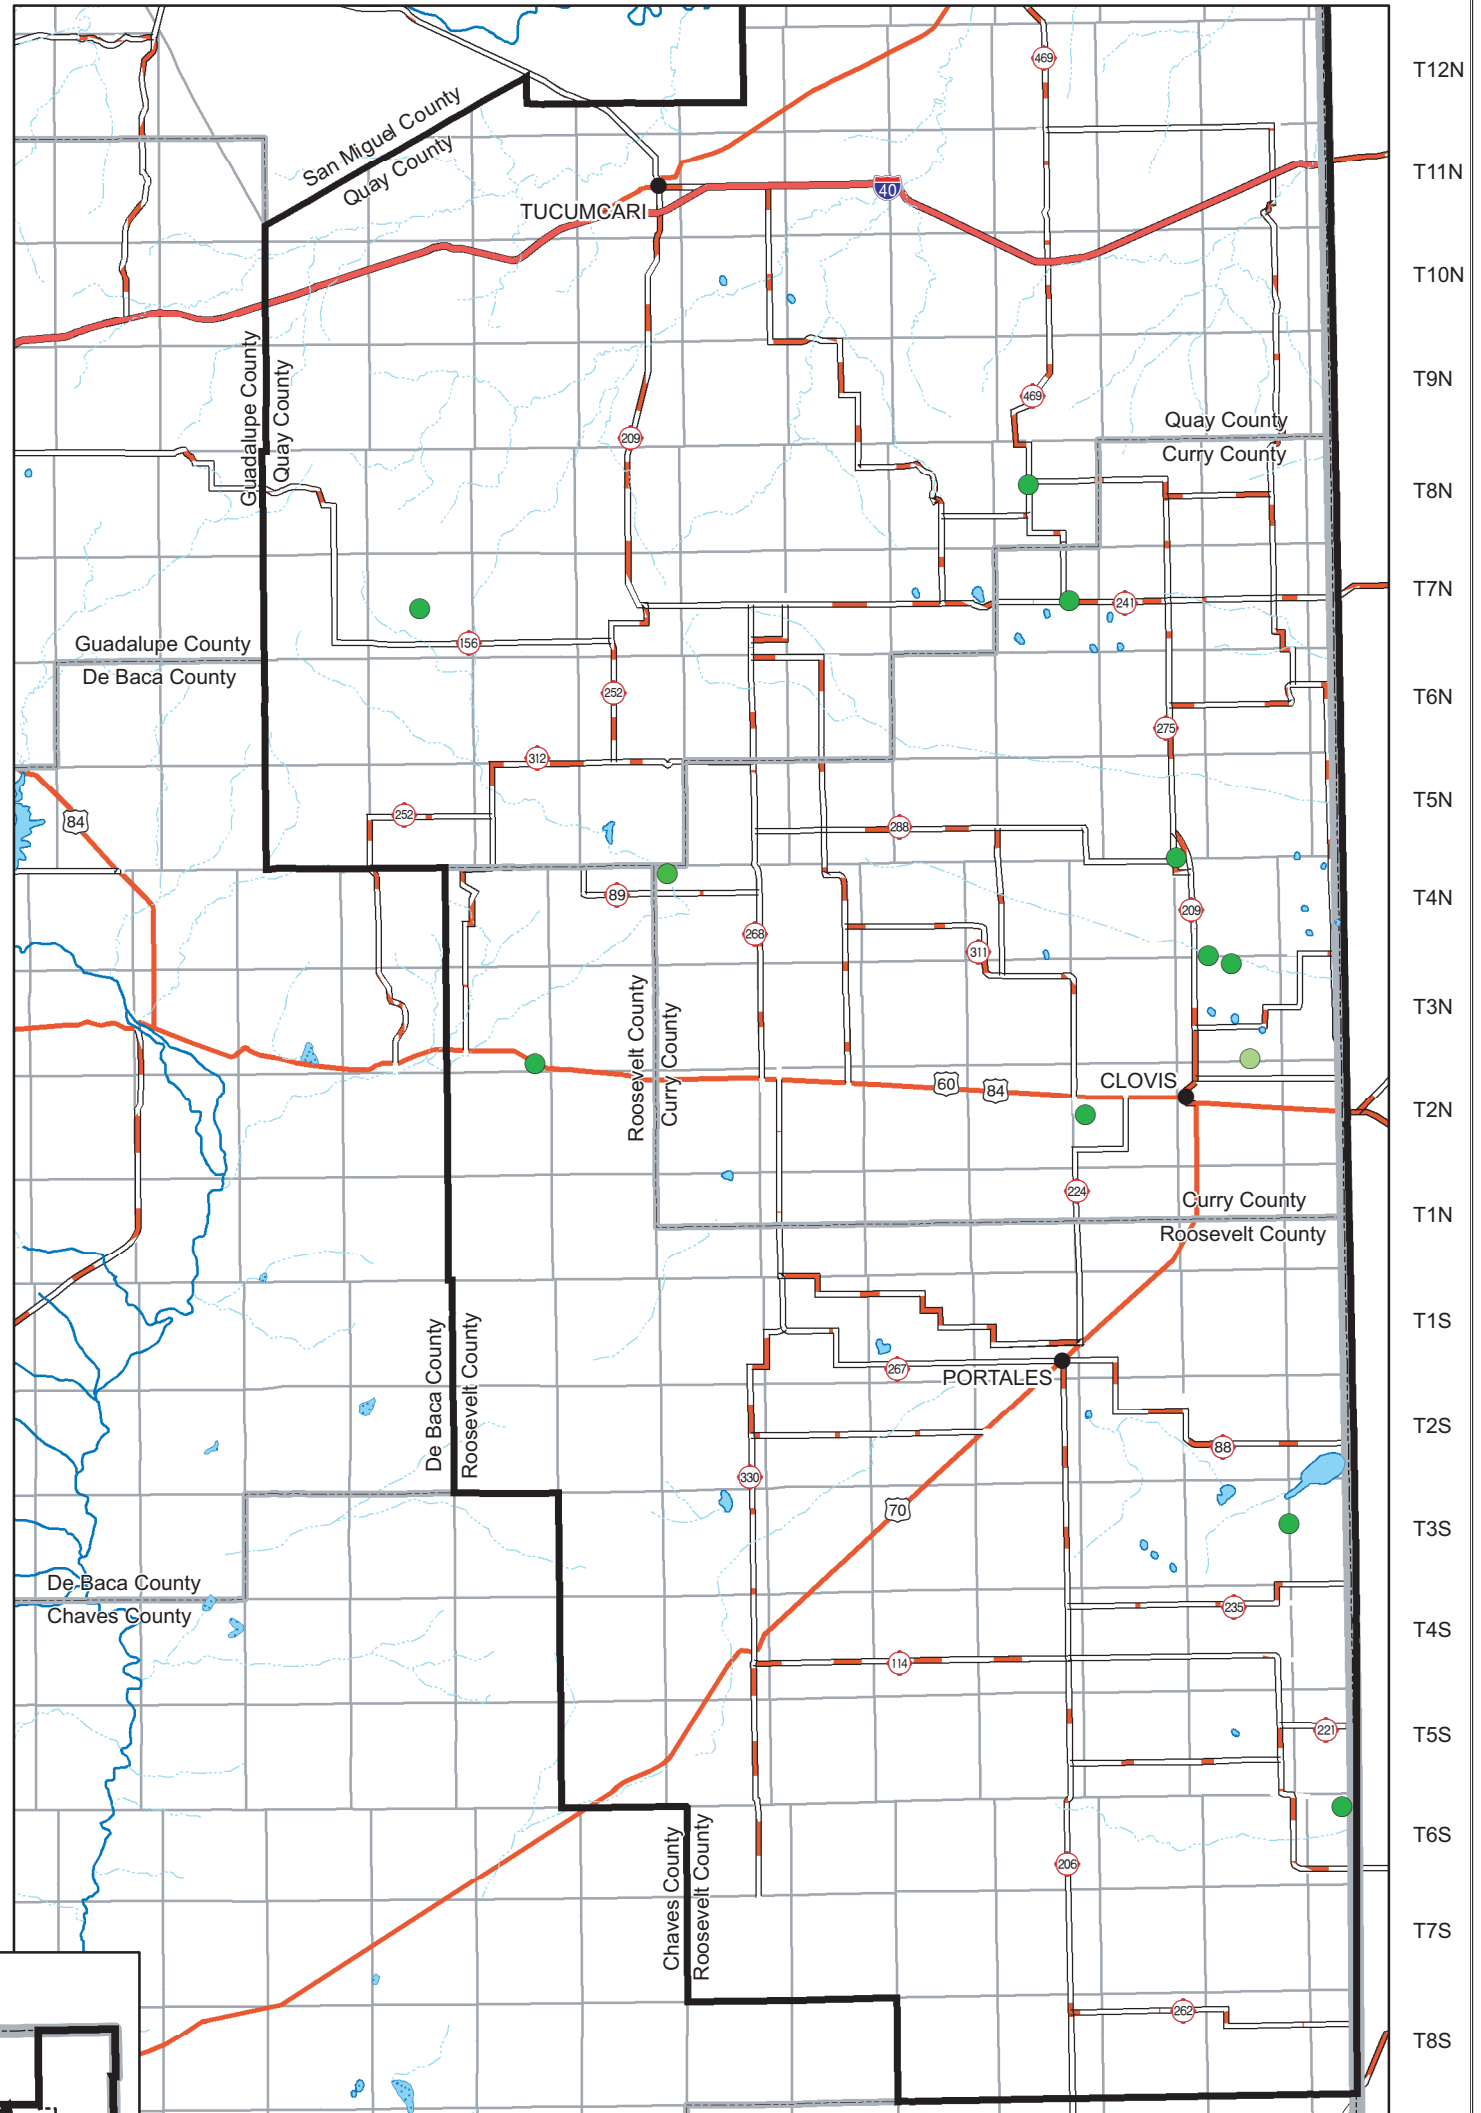 T12N
469
San Miguel County
Quay County
T11N
40
TUCUMCARI
T10N
Guadalupe County
Quay County
T9N
469
209
Quay County
Curry County
T8N
T7N
241
156
Guadalupe County
De Baca County
252
T6N
275
312
T5N
84
252
288
89
T4N
209
268
311
Roosevelt County
Curry County
T3N
CLOVIS
60
84
T2N
224
Curry County
T1N
Roosevelt County
De Baca County
Roosevelt County
T1S
267
PORTALES
T2S
88
330
70
T3S
De Baca County
Chaves County
235
T4S
114
221
T5S
Chaves County
Roosevelt County
T6S
206
T7S
262
T8S